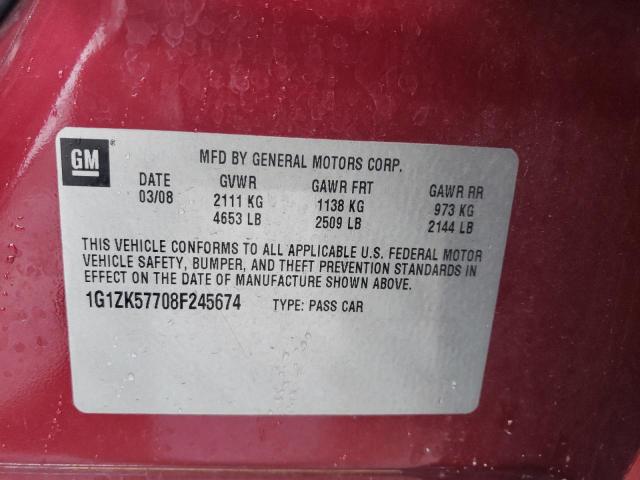 GM
MFD BY GENERAL MOTORS CORP.
DATE GVWR GAWR FRT GAWR RR
03/08 2111 KG 1138 KG 973 KG
4653 LB 2509 LB 2144 LB
THIS VEHICLE CONFORMS TO ALL APPLICABLE U.S. FEDERAL MOTOR
VEHICLE SAFETY, BUMPER, AND THEFT PREVENTION STANDARDS IN
EFFECT ON THE DATE OF MANUFACTURE SHOWN ABOVE.
1G1ZK57708F245674 TYPE: PASS CAR